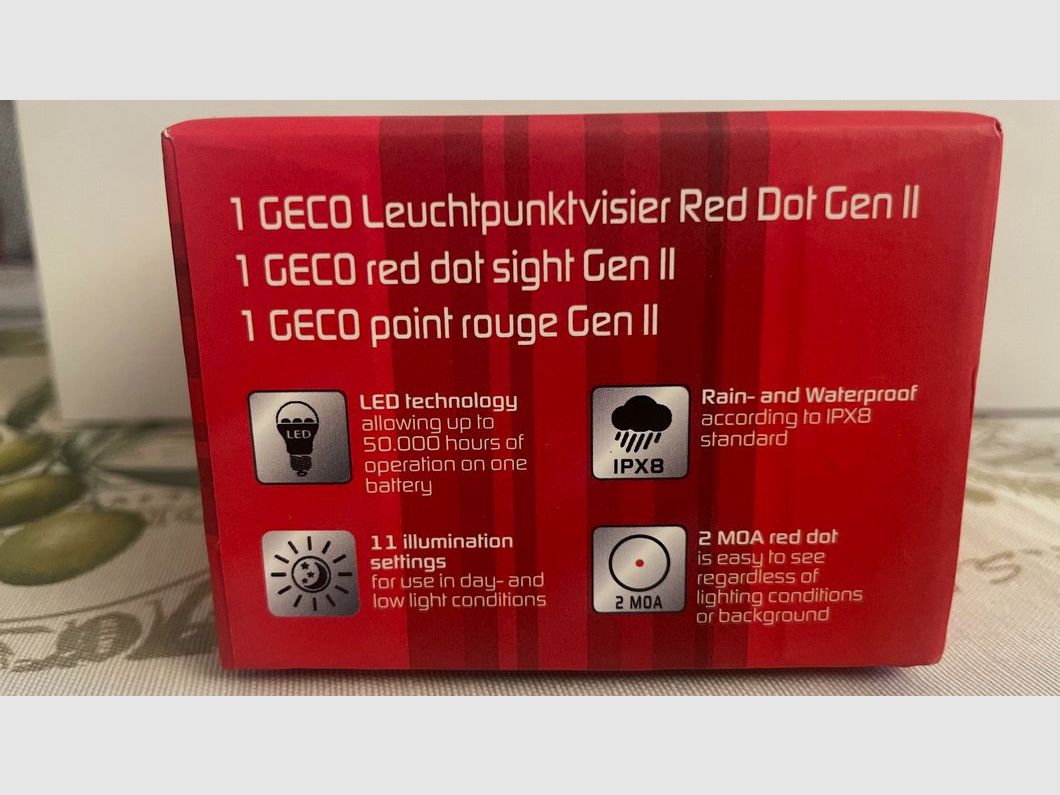 1 GECO Leuchtpunktvisier Red Dot Gen II
1 GECO red dot sight Gen II
1 GECO point rouge Gen II
LED
LED technology
allowing up to
50.000 hours of
operation on one
battery
IPX8
Rain- and Waterproof
according to IPX8
standard
11 illumination
settings
for use in day- and
low light conditions
2 MOA
2 MOA red dot
is easy to see
regardless of
lighting conditions
or background